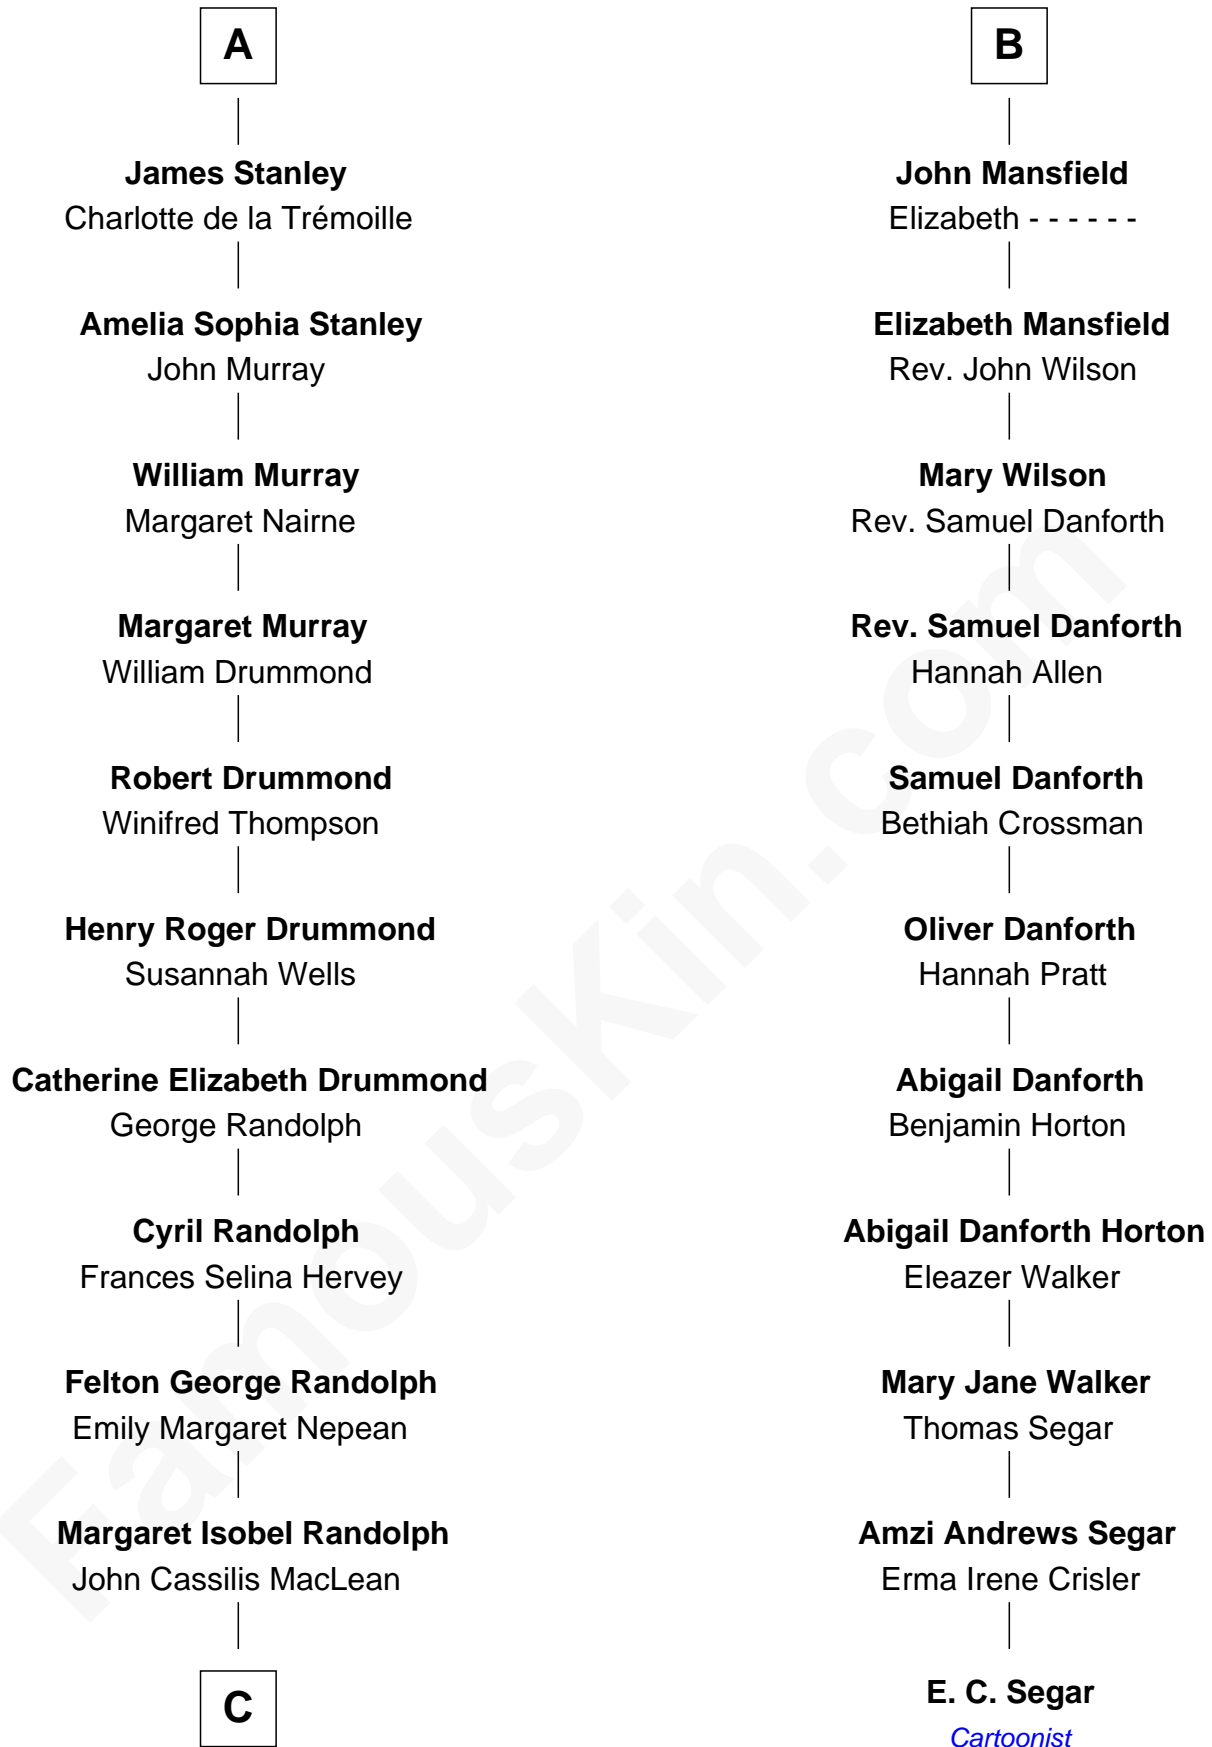 A
James Stanley
Charlotte de la Trémoille
Amelia Sophia Stanley
John Murray
William Murray
Margaret Nairne
Margaret Murray
William Drummond
Robert Drummond
Winifred Thompson
Henry Roger Drummond
Susannah Wells
Catherine Elizabeth Drummond
George Randolph
Cyril Randolph
Frances Selina Hervey
Felton George Randolph
Emily Margaret Nepean
Margaret Isobel Randolph
John Cassilis MacLean
C
B
John Mansfield
Elizabeth - - - - - -
Elizabeth Mansfield
Rev. John Wilson
Mary Wilson
Rev. Samuel Danforth
Rev. Samuel Danforth
Hannah Allen
Samuel Danforth
Bethiah Crossman
Oliver Danforth
Hannah Pratt
Abigail Danforth
Benjamin Horton
Abigail Danforth Horton
Eleazer Walker
Mary Jane Walker
Thomas Segar
Amzi Andrews Segar
Erma Irene Crisler
E. C. Segar
Cartoonist
FamousKin.com